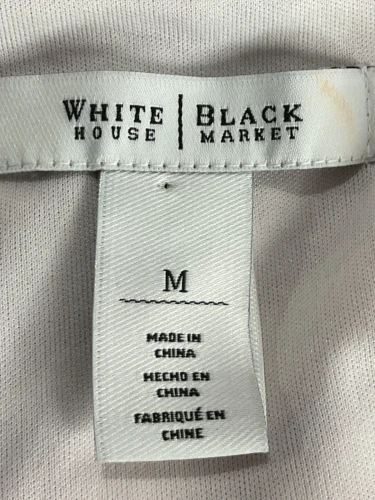 WHITE HOUSE | BLACK MARKET
M
MADE IN
CHINA
HECHO EN
CHINA
FABRIQUÉ EN
CHINE